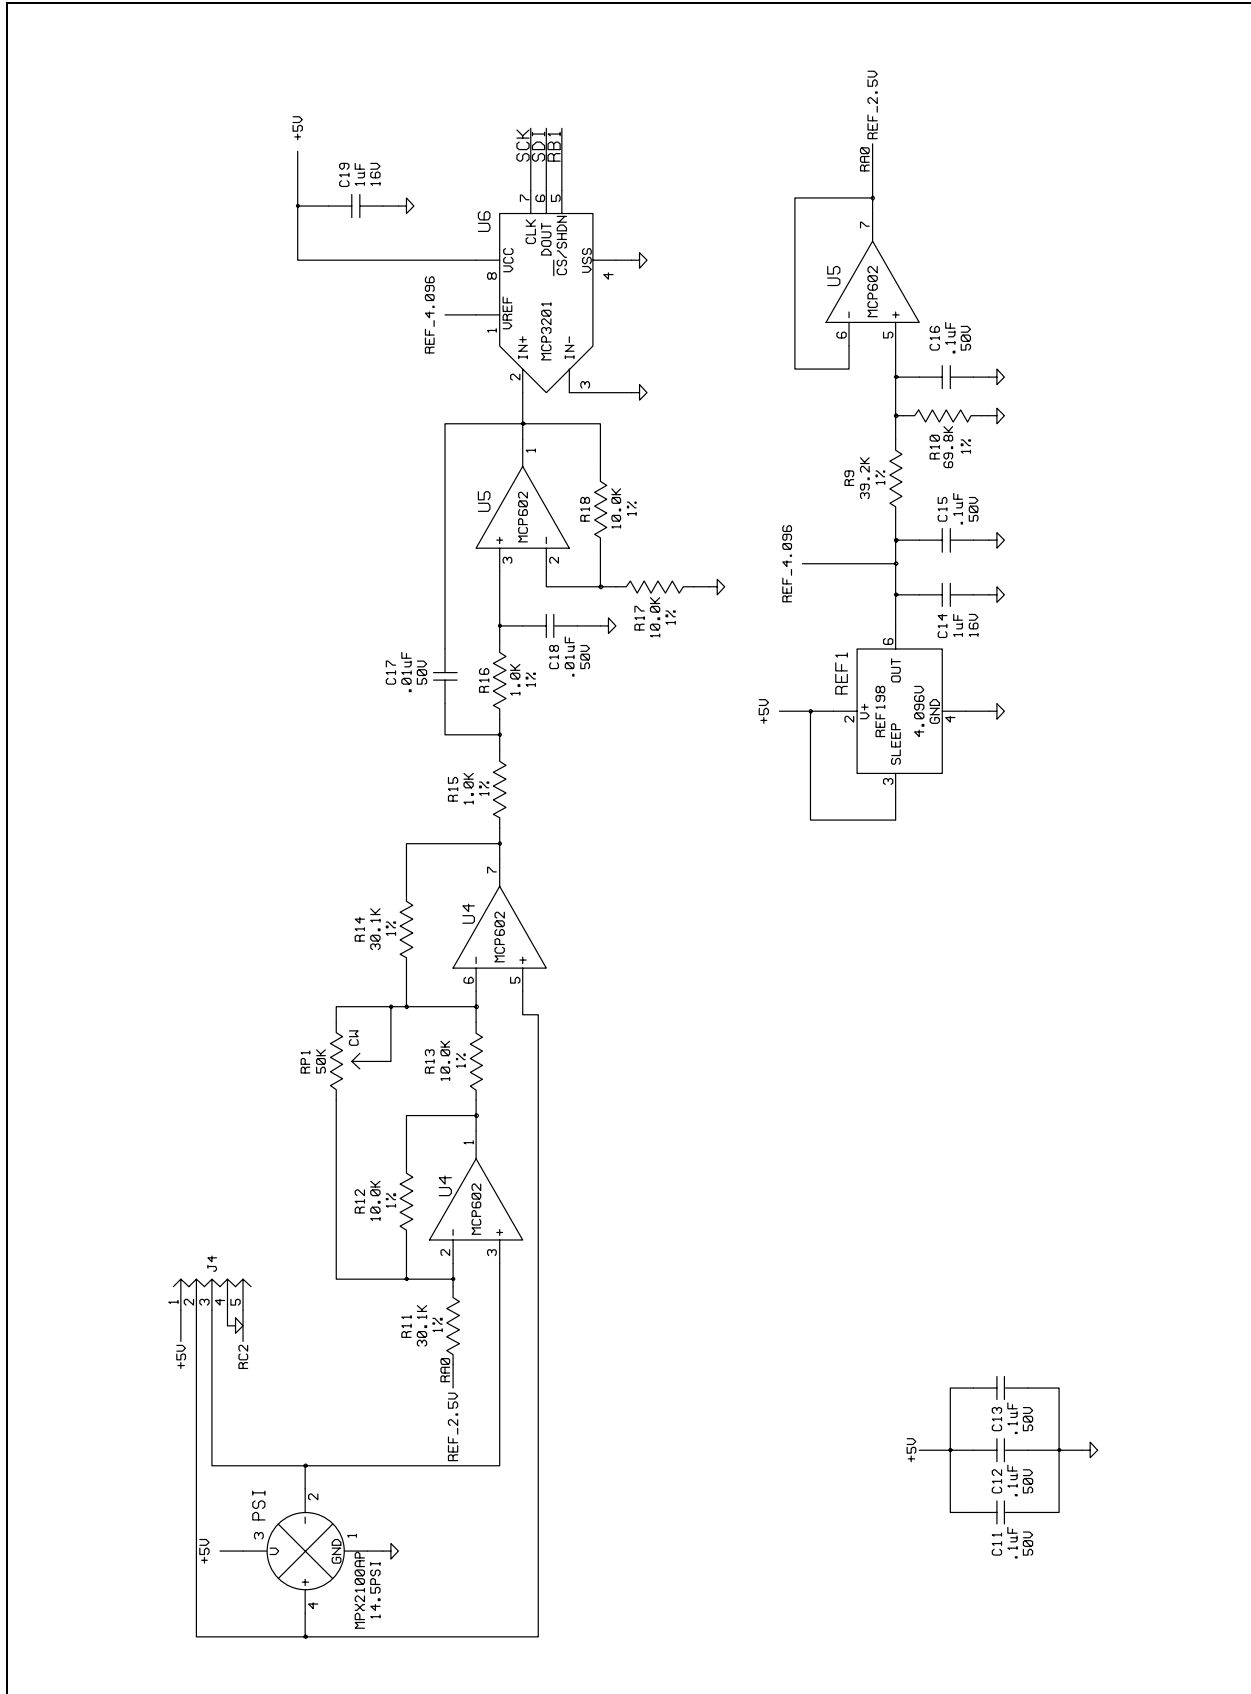 +5V
C19
1uF
16V
SCK
SDI
RB1
7
6
5
U6
CLK
DOUT
CS/SHDN
8
VCC
VSS
4
REF_4.096
1
VREF
MCP3201
IN+
IN-
2
3
C17
.01uF
50V
1
U5
MCP602
+
-
3
2
R18
10.0K
1%
R17
10.0K
1%
C18
.01uF
50V
R16
1.0K
1%
R15
1.0K
1%
R14
30.1K
1%
7
U4
MCP602
-
+
6
5
RP1
50K
CW
R13
10.0K
1%
R12
10.0K
1%
1
U4
MCP602
-
+
2
3
R11
30.1K
1%
REF_2.5V
RA0
J4
1
2
3
4
5
+5V
RC2
+5V
3
PSI
V
+
-
4
2
GND
1
MPX2100AP
14.5PSI
RA0
REF_2.5V
7
U5
MCP602
-
+
6
5
C16
.1uF
50V
R10
69.8K
1%
R9
39.2K
1%
C15
.1uF
50V
REF_4.096
C14
1uF
16V
6
REF1
OUT
+5V
2
V+
REF198
SLEEP
4.096V
GND
4
3
+5V
C13
.1uF
50V
C12
.1uF
50V
C11
.1uF
50V